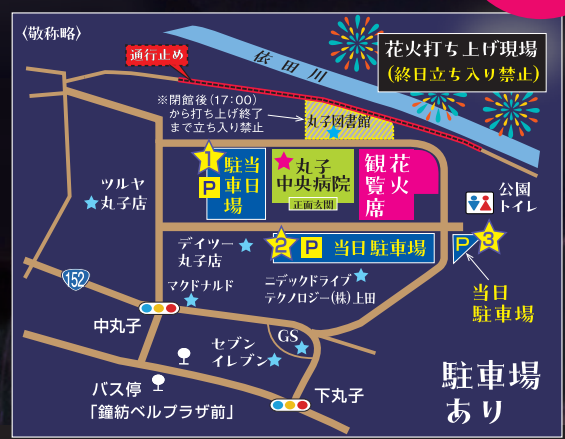 〈敬称略〉
通行止め
依田川
花火打ち上げ現場
(終日立ち入り禁止)
※閉館後(17:00)
から打ち上げ終了
まで立ち入り禁止
丸子図書館
1
P
当日
駐車場
丸子
中央病院
正面玄関
花火
観覧席
公園
トイレ
ツルヤ
丸子店
デイツー
丸子店
2
P
当日駐車場
P
3
当日
駐車場
152
マクドナルド
ニデックドライブ
テクノロジー(株)上田
中丸子
セブン
イレブン
GS
バス停
「鐘紡ベルプラザ前」
下丸子
駐車場
あり